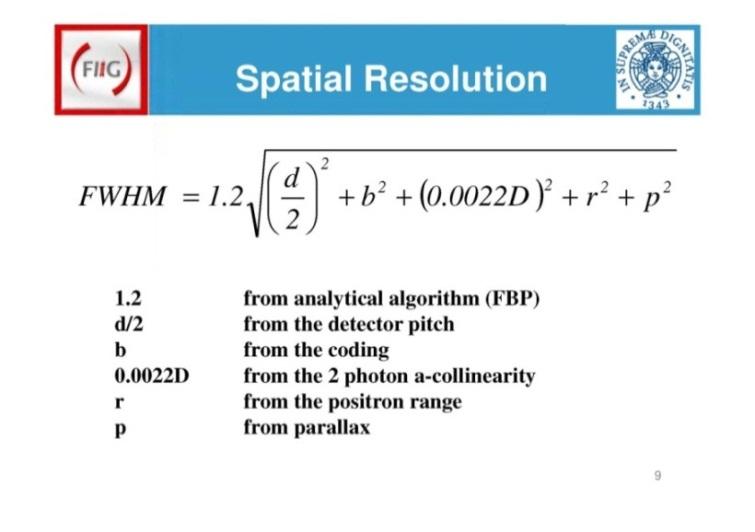 FIIG
Spatial Resolution
IN SUPREMÆ DIGNITATIS
· 1343 ·
FWHM = 1.2√((d/2)² + b² + (0.0022D)² + r² + p²)
1.2 from analytical algorithm (FBP)
d/2 from the detector pitch
b from the coding
0.0022D from the 2 photon a-collinearity
r from the positron range
p from parallax
9